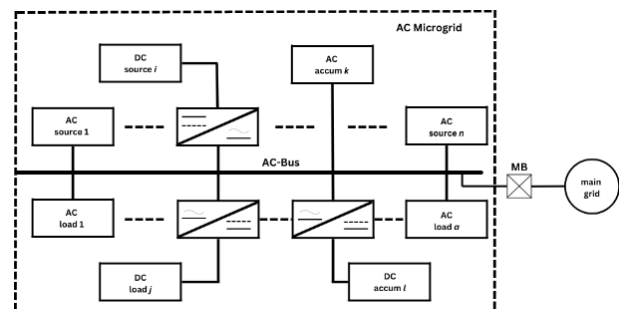 AC Microgrid
DC
source i
AC
accum k
AC
source 1
AC
source n
AC-Bus
MB
main
grid
AC
load 1
AC
load σ
DC
load j
DC
accum l